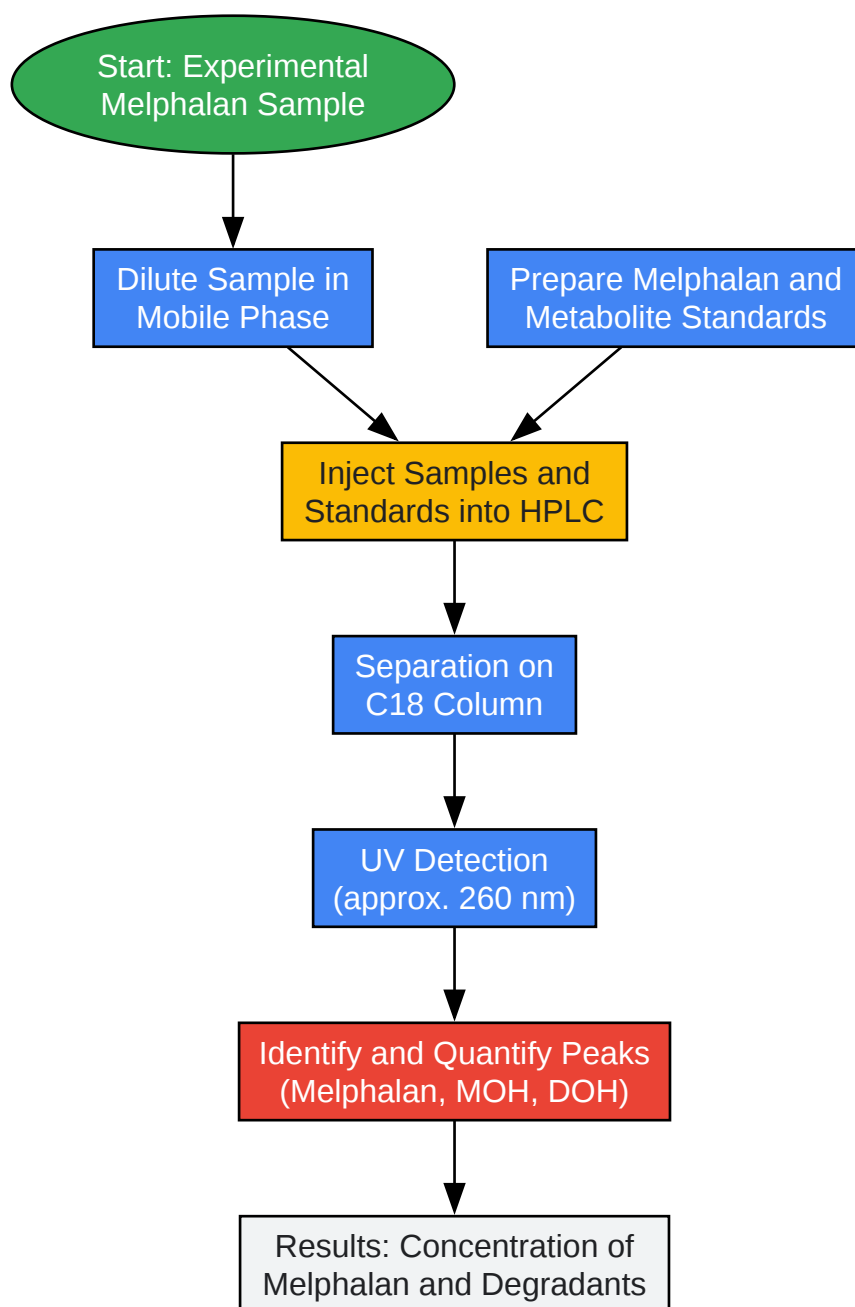 Start: Experimental
Melphalan Sample
Dilute Sample in
Mobile Phase
Prepare Melphalan and
Metabolite Standards
Inject Samples and
Standards into HPLC
Separation on
C18 Column
UV Detection
(approx. 260 nm)
Identify and Quantify Peaks
(Melphalan, MOH, DOH)
Results: Concentration of
Melphalan and Degradants